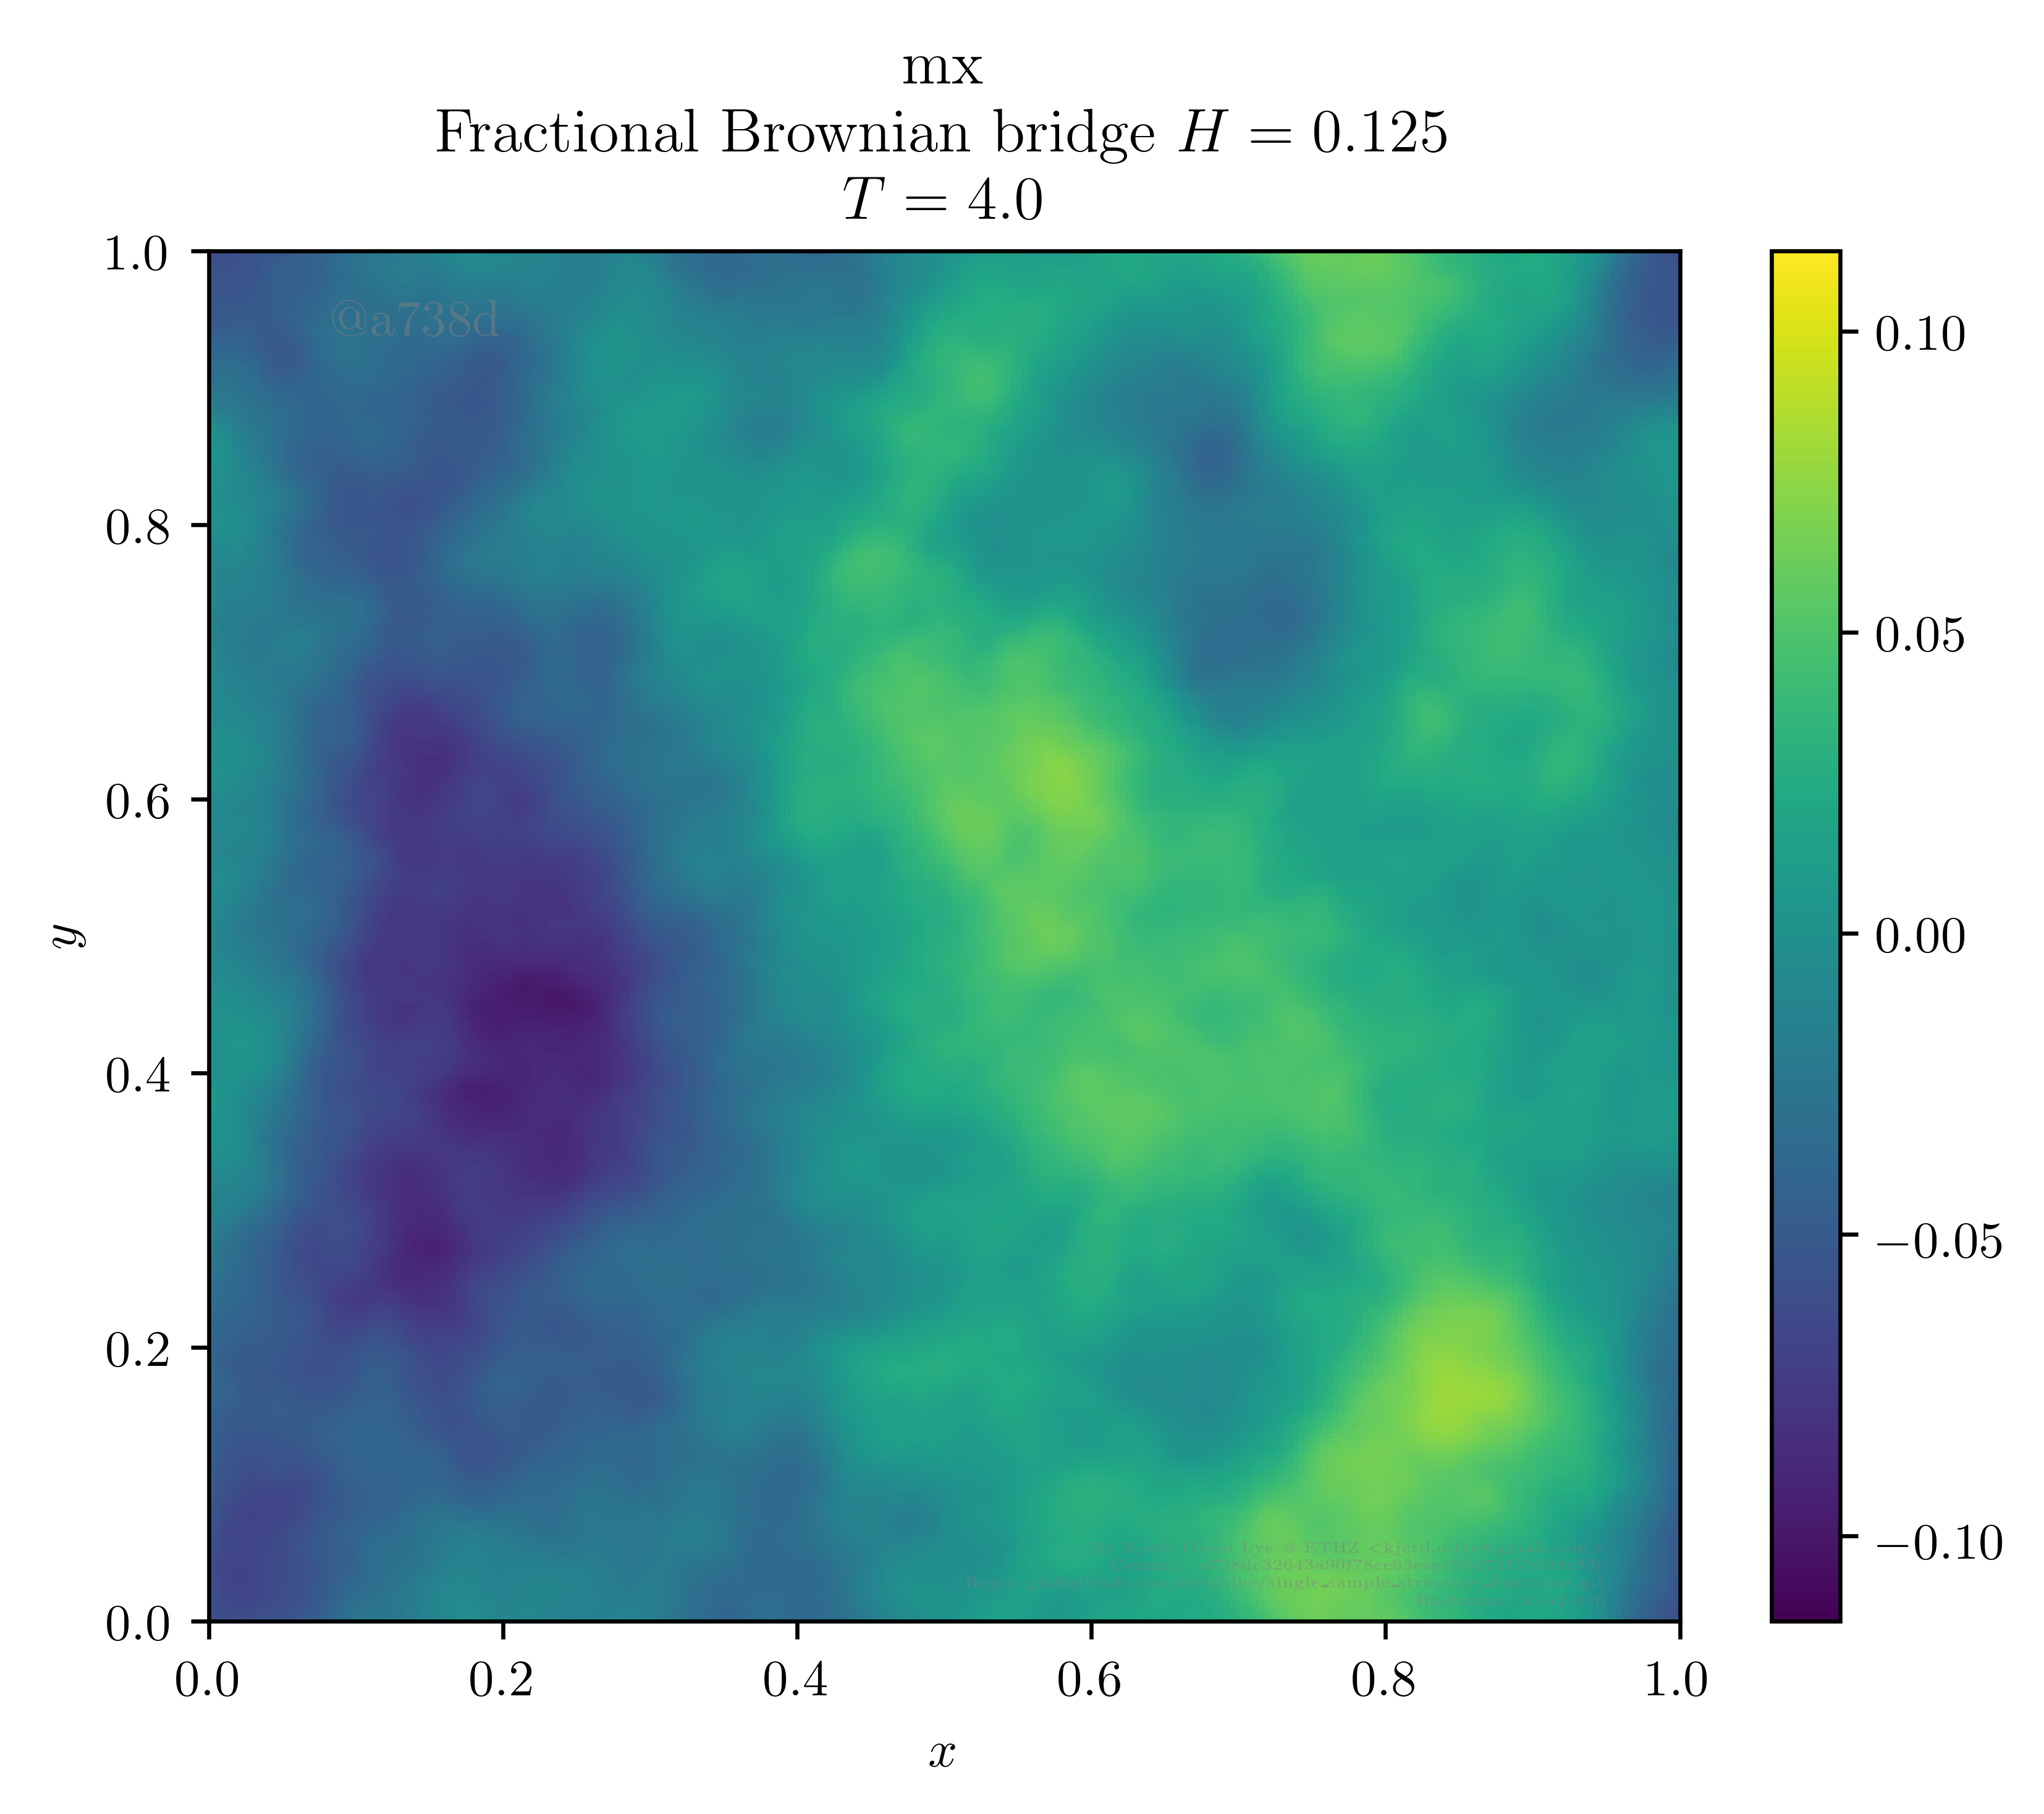 mx
Fractional Brownian bridge H = 0.125
T = 4.0
@a738d
1.0
0.8
0.6
0.4
0.2
0.0
y
0.0 0.2 0.4 0.6 0.8 1.0
x
0.10
0.05
0.00
−0.05
−0.10
Lye @ ETHZ